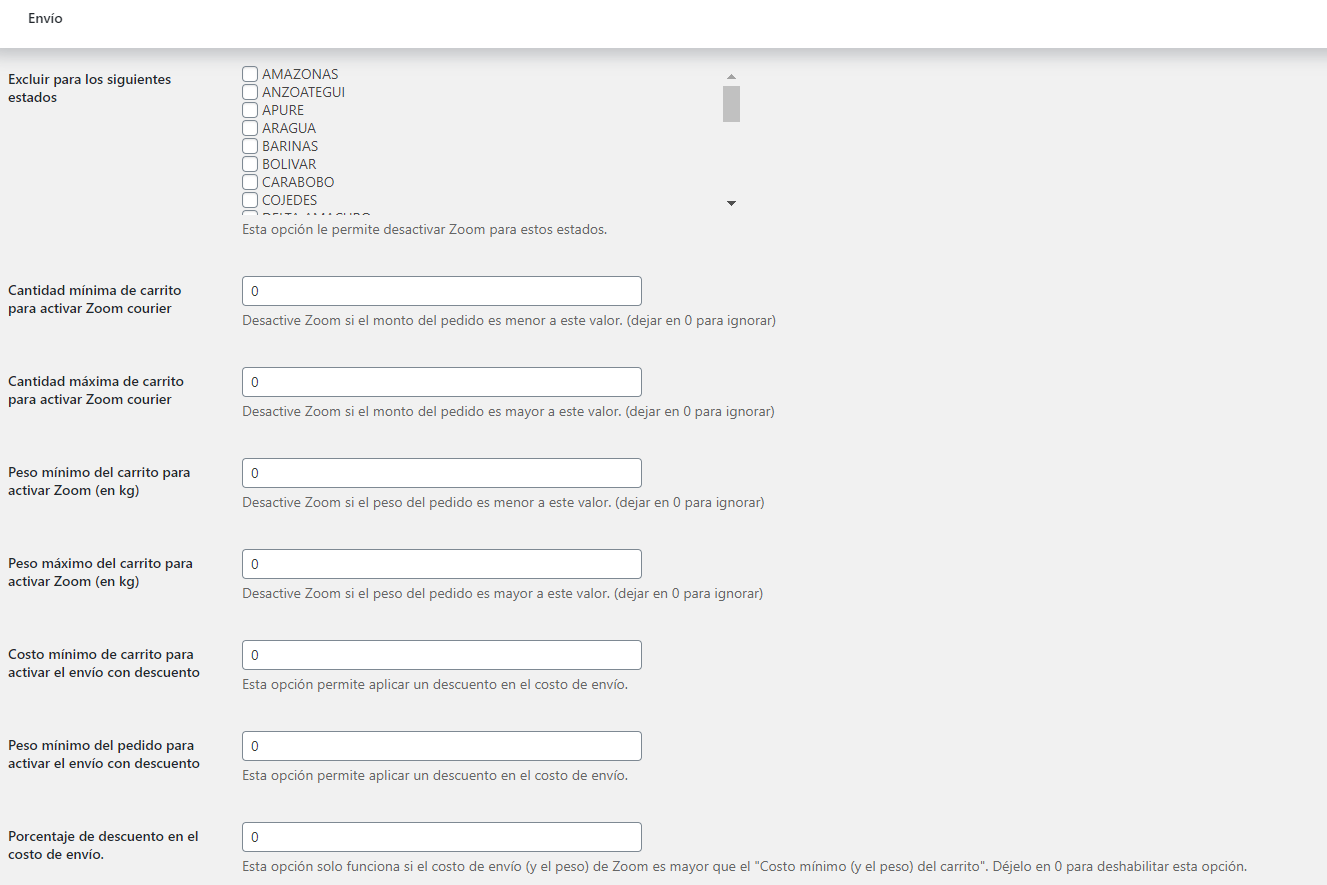 Envío
Excluir para los siguientes
estados
AMAZONAS
ANZOATEGUI
APURE
ARAGUA
BARINAS
BOLIVAR
CARABOBO
COJEDES
DELTA AMACURO
Esta opción le permite desactivar Zoom para estos estados.
Cantidad mínima de carrito
para activar Zoom courier
0
Desactive Zoom si el monto del pedido es menor a este valor. (dejar en 0 para ignorar)
Cantidad máxima de carrito
para activar Zoom courier
0
Desactive Zoom si el monto del pedido es mayor a este valor. (dejar en 0 para ignorar)
Peso mínimo del carrito para
activar Zoom (en kg)
0
Desactive Zoom si el peso del pedido es menor a este valor. (dejar en 0 para ignorar)
Peso máximo del carrito para
activar Zoom (en kg)
0
Desactive Zoom si el peso del pedido es mayor a este valor. (dejar en 0 para ignorar)
Costo mínimo de carrito para
activar el envío con descuento
0
Esta opción permite aplicar un descuento en el costo de envío.
Peso mínimo del pedido para
activar el envío con descuento
0
Esta opción permite aplicar un descuento en el costo de envío.
Porcentaje de descuento en el
costo de envío.
0
Esta opción solo funciona si el costo de envío (y el peso) de Zoom es mayor que el "Costo mínimo (y el peso) del carrito". Déjelo en 0 para deshabilitar esta opción.